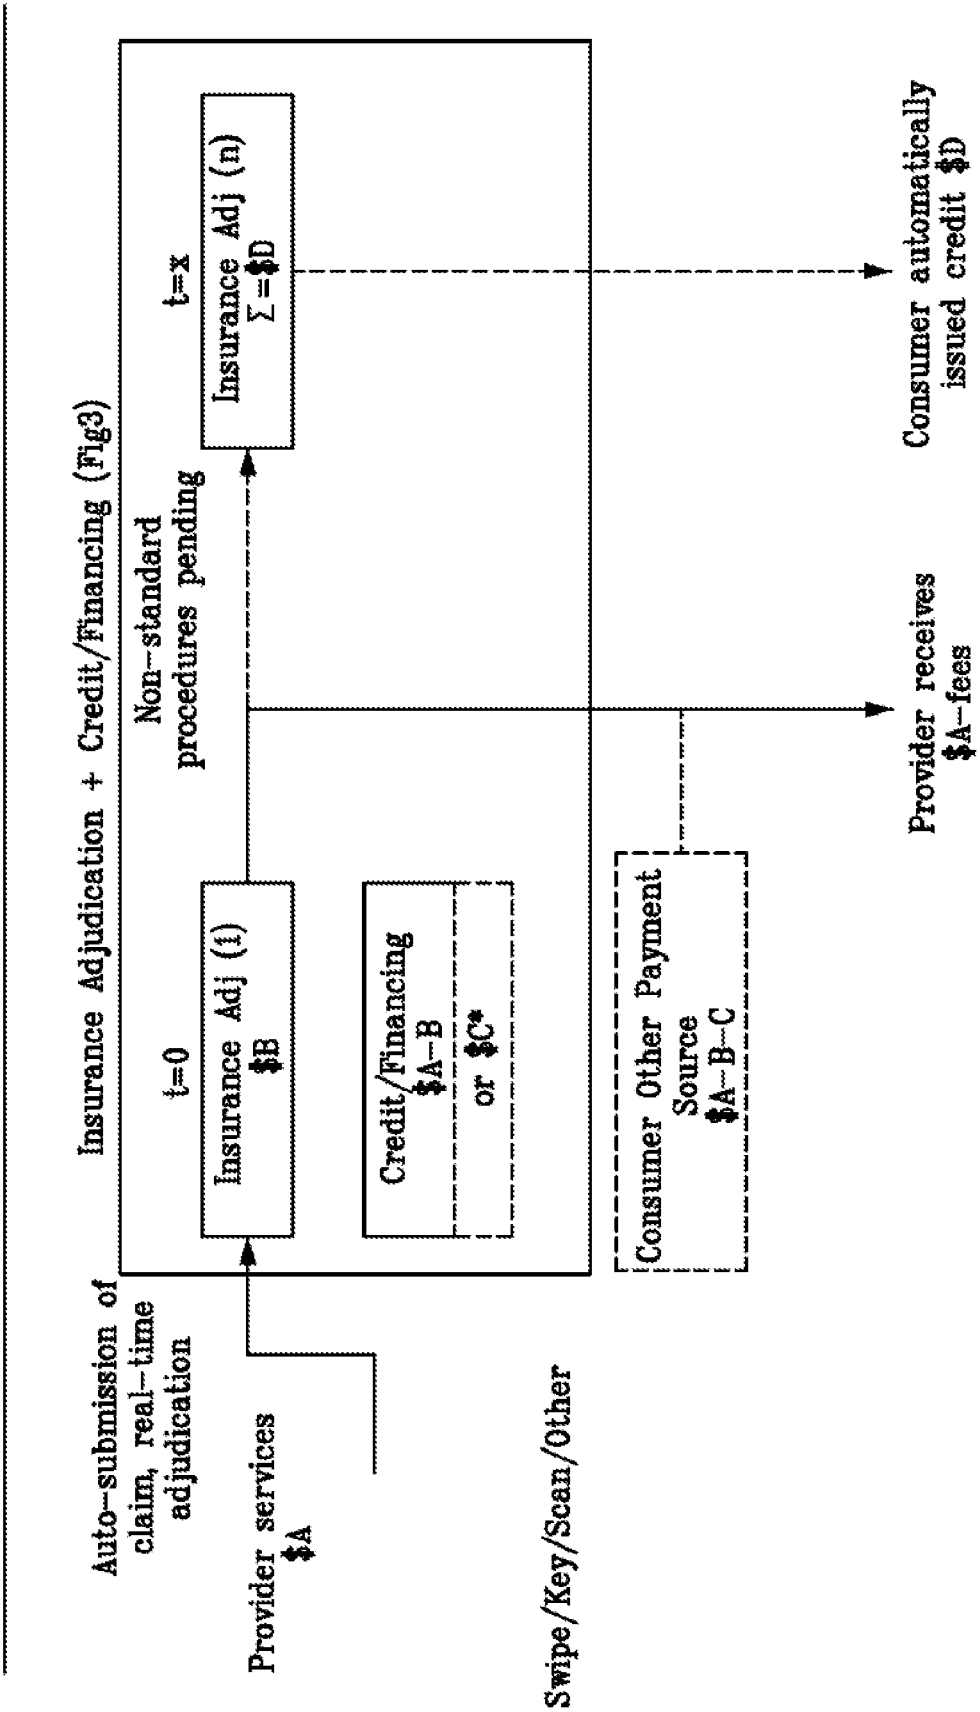 Insurance Adjudication + Credit/Financing (Fig3)
Auto-submission of
claim, real-time
adjudication
t=0
Non-standard
procedures pending
t=x
Provider services
$A
Insurance Adj (1)
$B
Insurance Adj (n)
Σ=$D
Credit/Financing
$A-B
or $C*
Swipe/Key/Scan/Other
Consumer Other Payment
Source
$A-B-C
Provider receives
$A-fees
Consumer automatically
issued credit $D